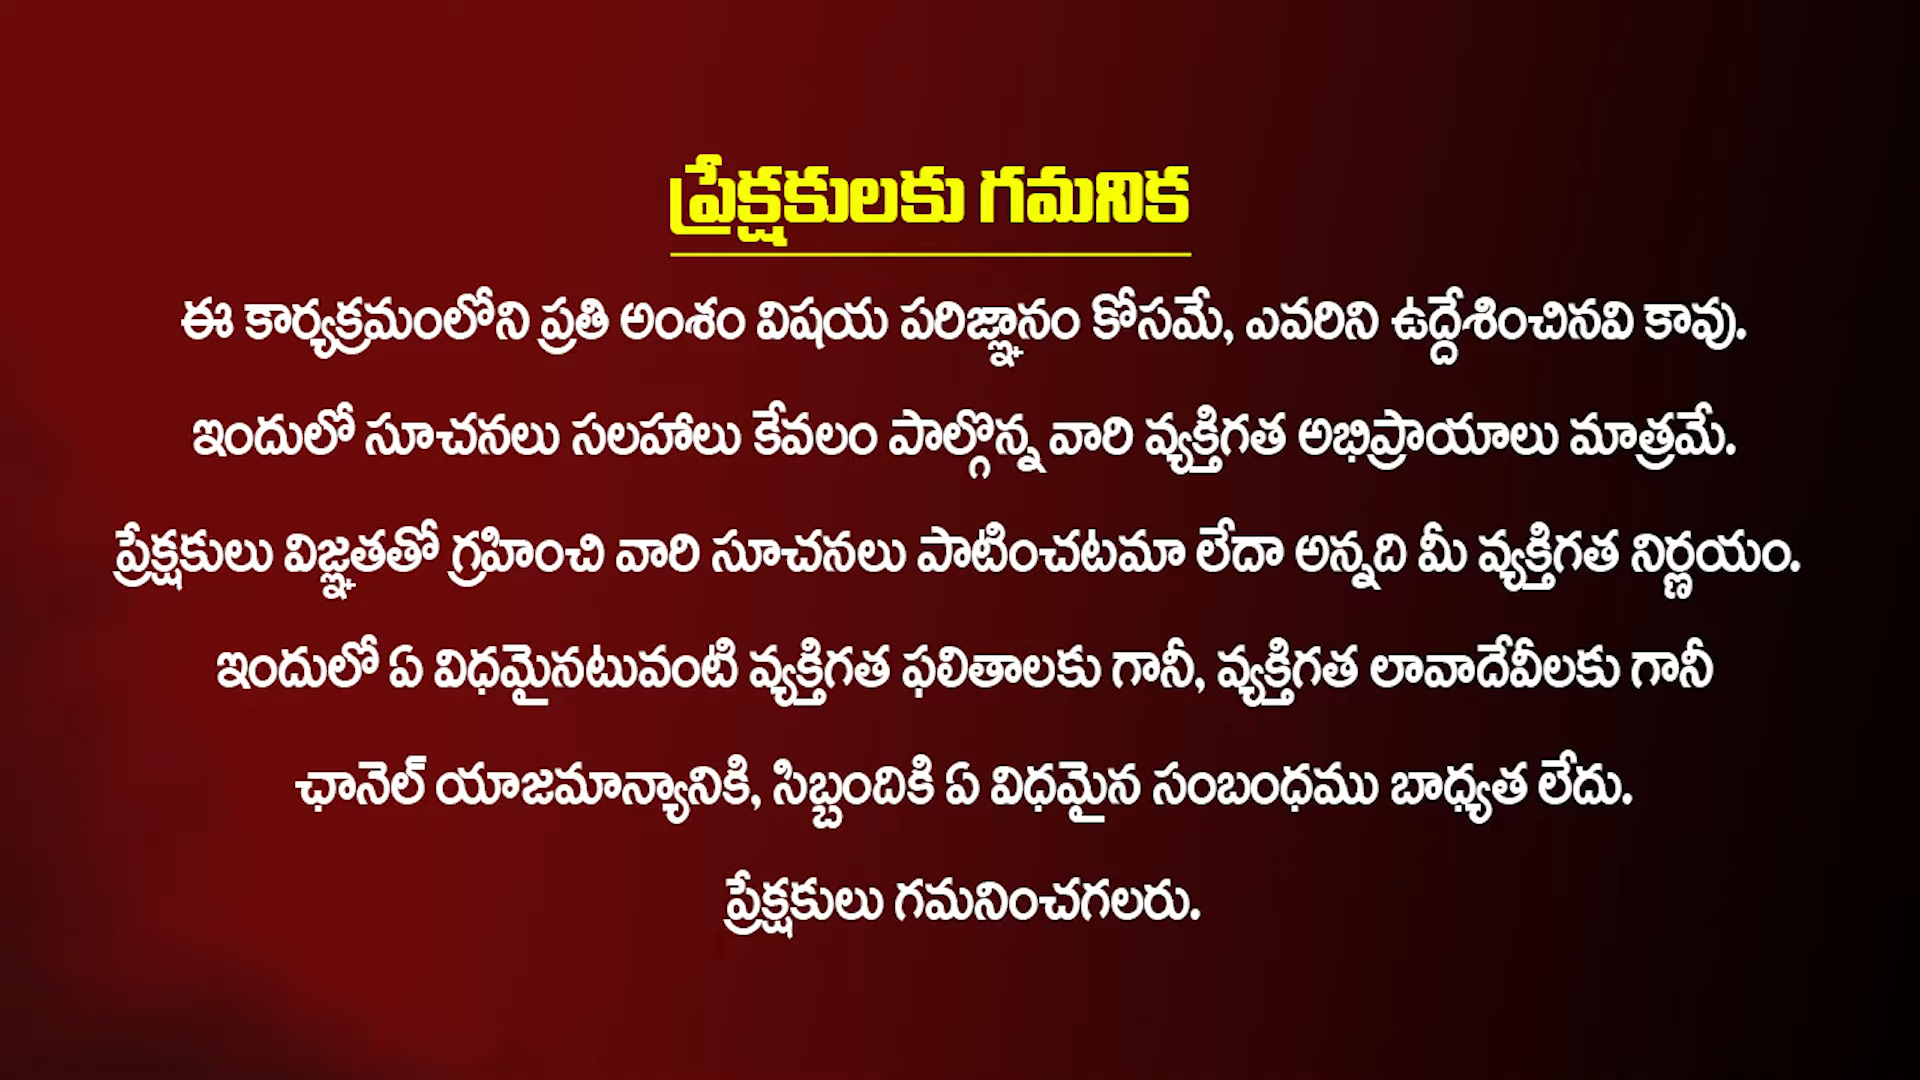 ప్రేక్షకులకు గమనిక
ఈ కార్యక్రమంలోని ప్రతి అంశం విషయ పరిజ్ఞానం కోసమే, ఎవరిని ఉద్దేశించినవి కావు.
ఇందులో సూచనలు సలహాలు కేవలం పాల్గొన్న వారి వ్యక్తిగత అభిప్రాయాలు మాత్రమే.
ప్రేక్షకులు విజ్ఞతతో గ్రహించి వారి సూచనలు పాటించటమా లేదా అన్నది మీ వ్యక్తిగత నిర్ణయం.
ఇందులో ఏ విధమైనటువంటి వ్యక్తిగత ఫలితాలకు గానీ, వ్యక్తిగత లావాదేవీలకు గానీ
ఛానెల్ యాజమాన్యానికి, సిబ్బందికి ఏ విధమైన సంబంధము బాధ్యత లేదు.
ప్రేక్షకులు గమనించగలరు.